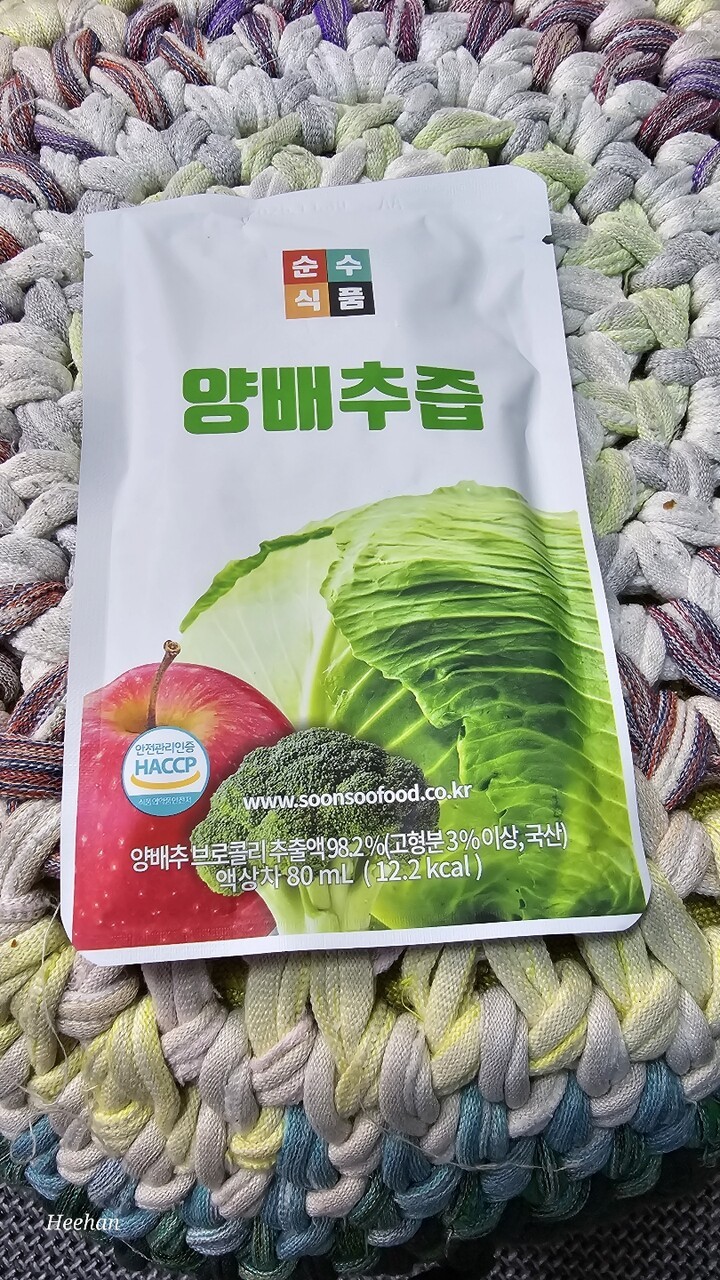 순수
식품
양배추즙
안전관리인증
HACCP
www.soonsoofood.co.kr
양배추브로콜리추출액98.2%(고형분3%이상,국산)
액상차 80 mL (12.2 kcal)
Heehan